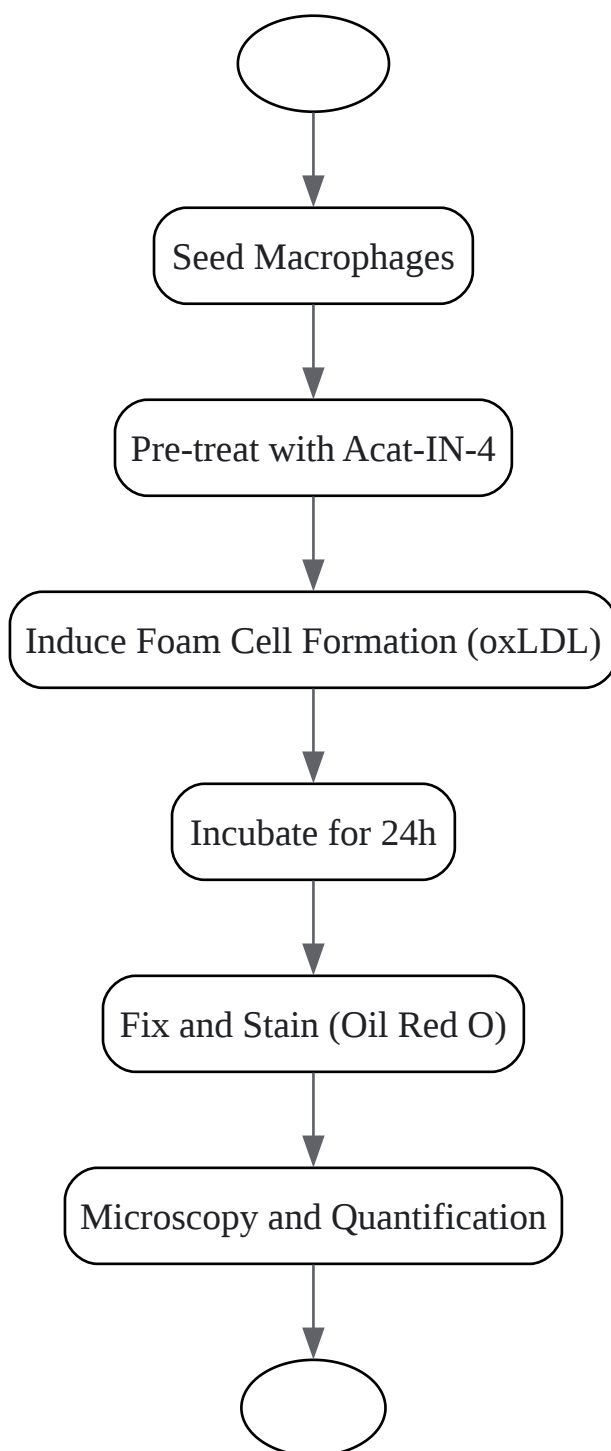 Seed Macrophages
Pre-treat with Acat-IN-4
Induce Foam Cell Formation (oxLDL)
Incubate for 24h
Fix and Stain (Oil Red O)
Microscopy and Quantification